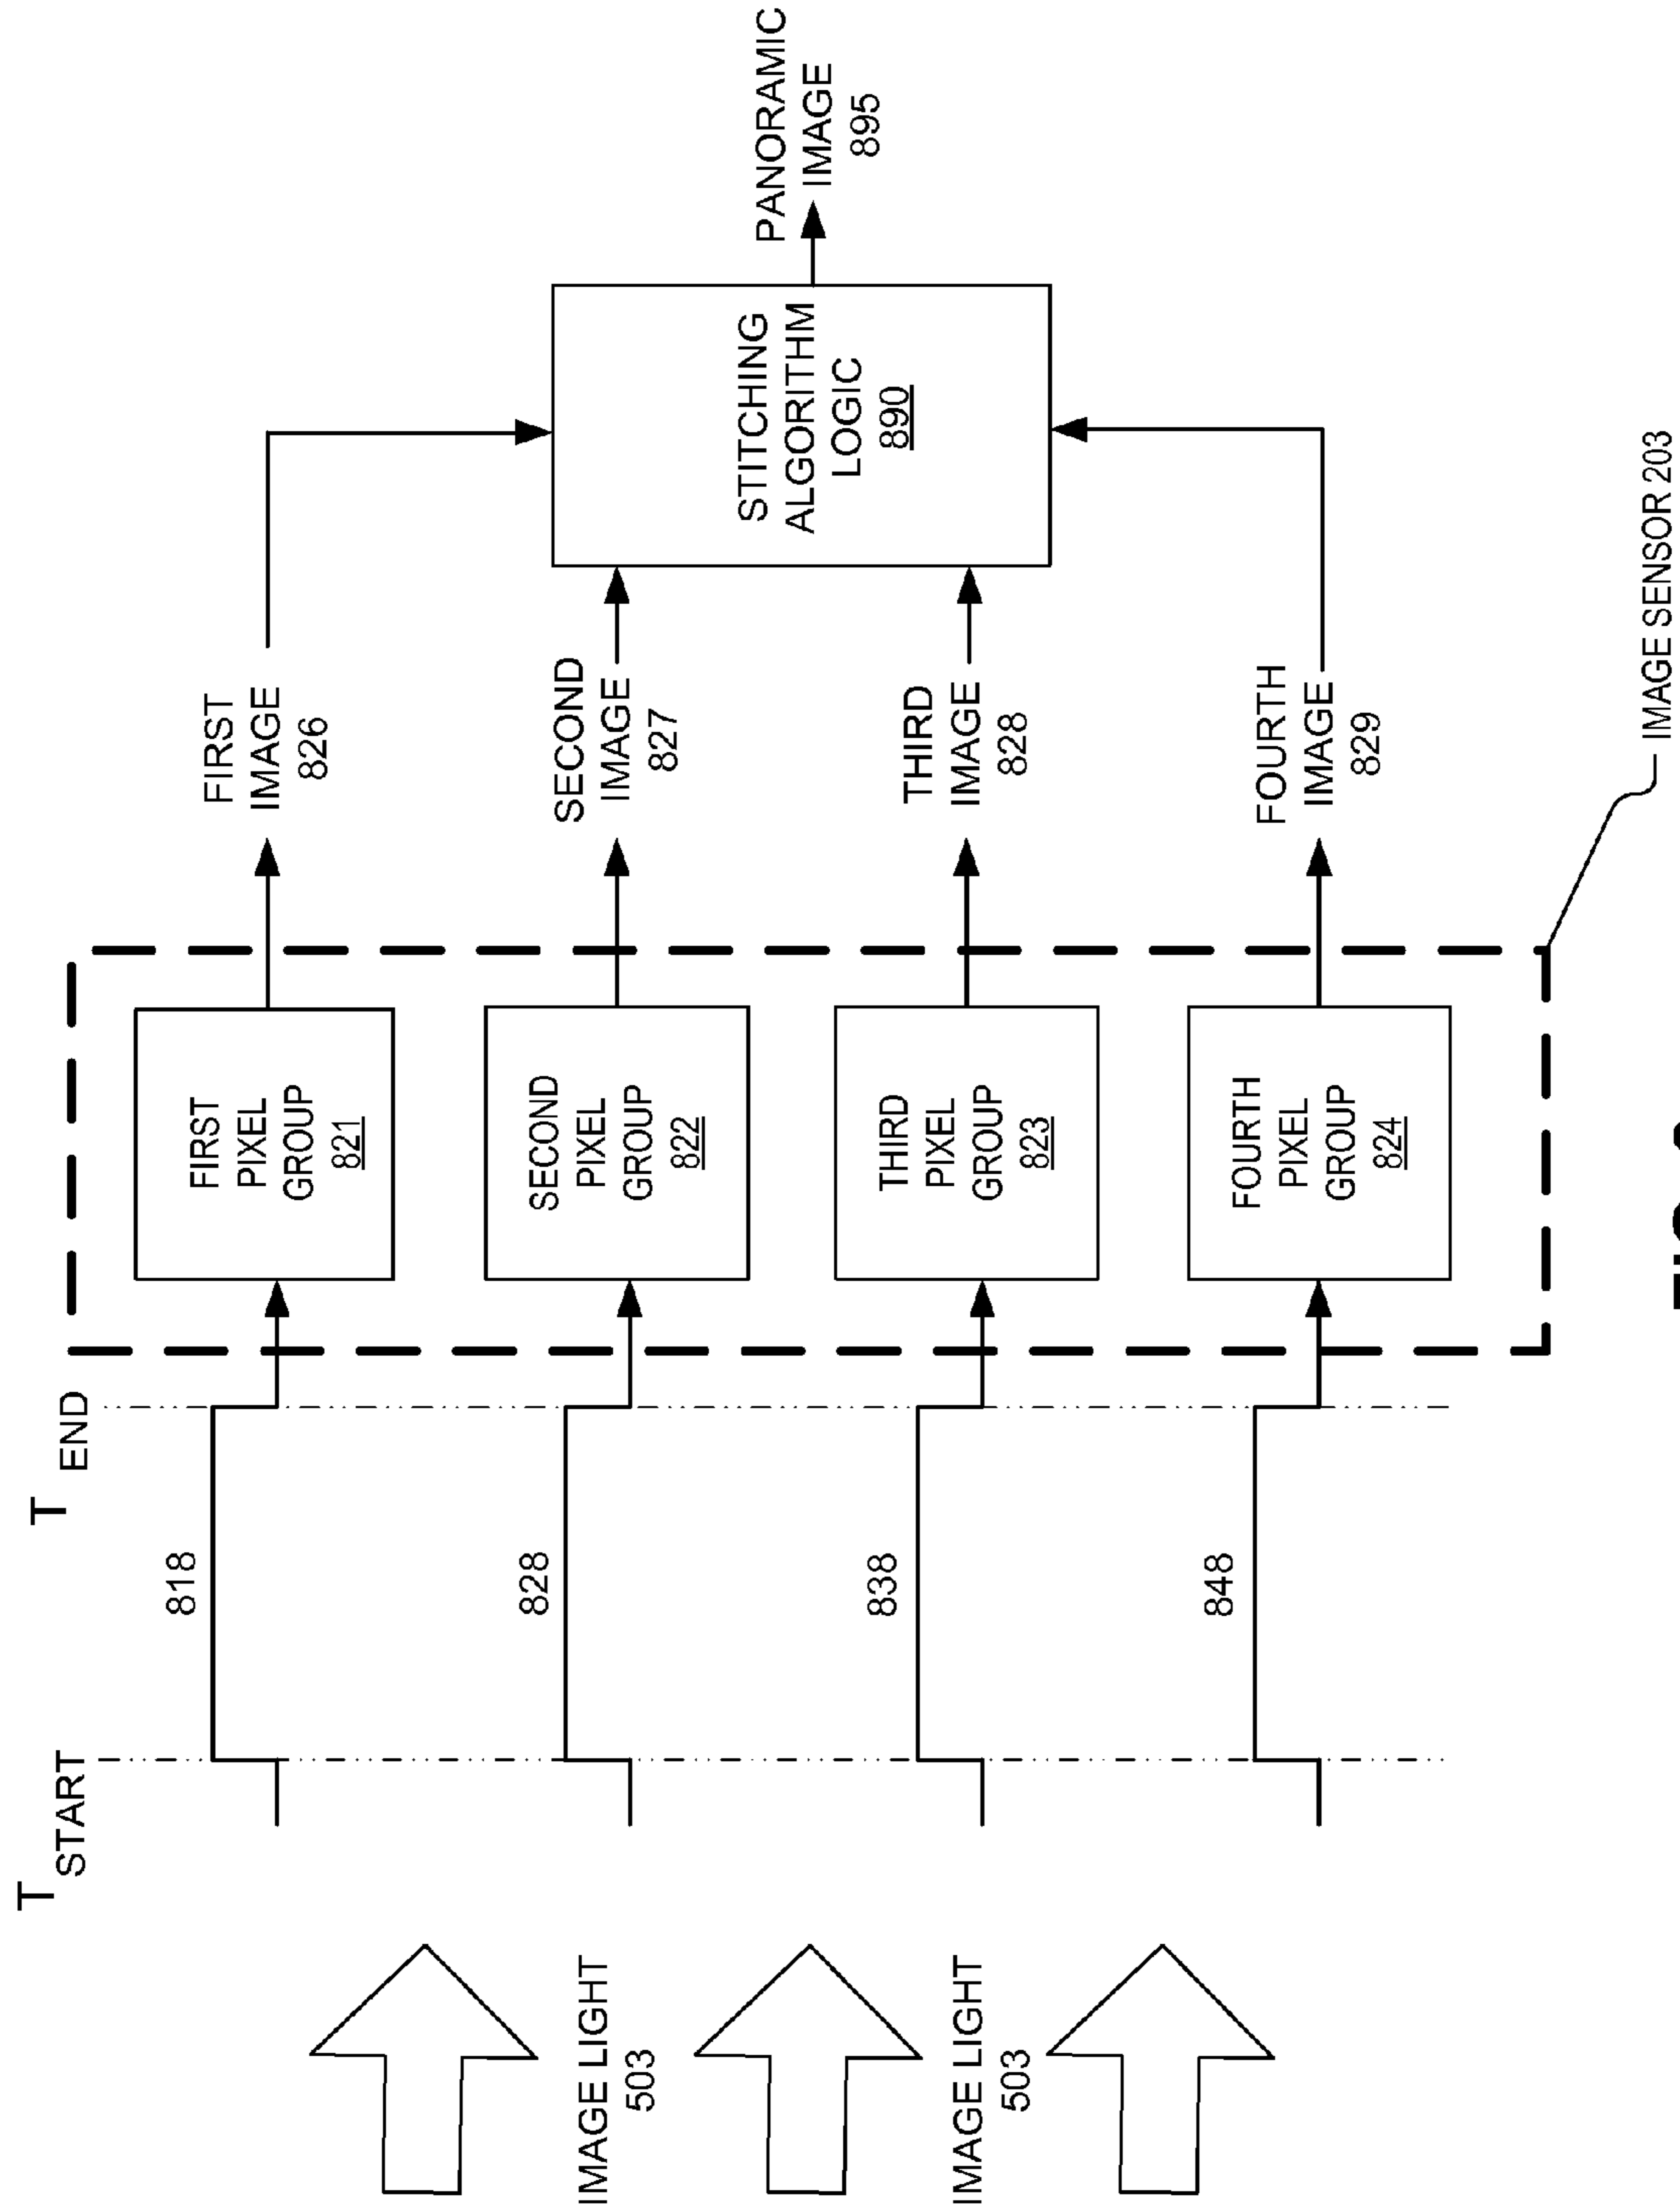 T START
T END
818
828
838
848
IMAGE LIGHT
503
IMAGE LIGHT
503
FIRST
PIXEL
GROUP
821
SECOND
PIXEL
GROUP
822
THIRD
PIXEL
GROUP
823
FOURTH
PIXEL
GROUP
824
FIRST
IMAGE
826
SECOND
IMAGE
827
THIRD
IMAGE
828
FOURTH
IMAGE
829
STITCHING
ALGORITHM
LOGIC
890
PANORAMIC
IMAGE
895
IMAGE SENSOR 203